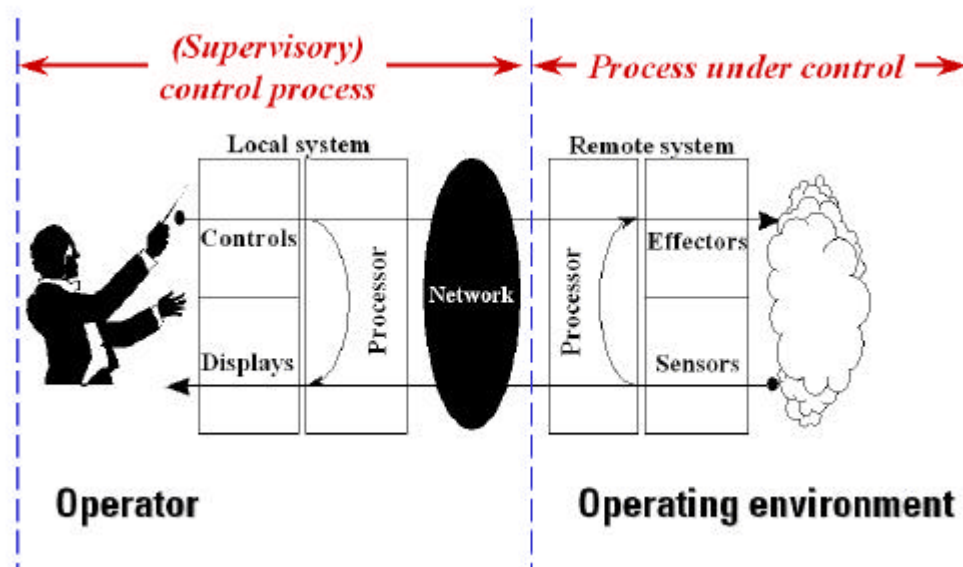 (Supervisory)
control process
Process under control
Local system
Remote system
Controls
Processor
Network
Processor
Effectors
Displays
Sensors
Operator
Operating environment